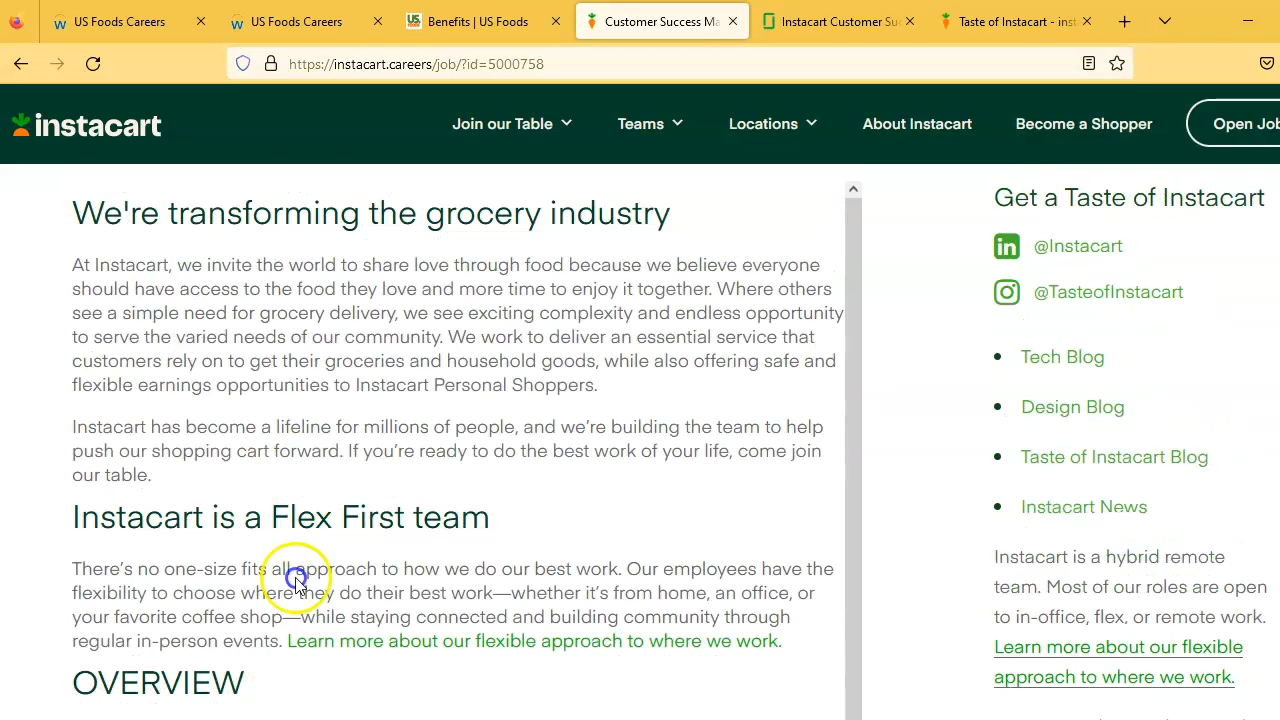 US Foods Careers
US Foods Careers
Benefits | US Foods
Customer Success Ma
Instacart Customer Suc
Taste of Instacart - inst
https://instacart.careers/job/?id=5000758
instacart
Join our Table
Teams
Locations
About Instacart
Become a Shopper
Open Job
We're transforming the grocery industry
At Instacart, we invite the world to share love through food because we believe everyone
should have access to the food they love and more time to enjoy it together. Where others
see a simple need for grocery delivery, we see exciting complexity and endless opportunity
to serve the varied needs of our community. We work to deliver an essential service that
customers rely on to get their groceries and household goods, while also offering safe and
flexible earnings opportunities to Instacart Personal Shoppers.
Instacart has become a lifeline for millions of people, and we’re building the team to help
push our shopping cart forward. If you’re ready to do the best work of your life, come join
our table.
Instacart is a Flex First team
There’s no one-size fits all approach to how we do our best work. Our employees have the
flexibility to choose where they do their best work—whether it’s from home, an office, or
your favorite coffee shop—while staying connected and building community through
regular in-person events. Learn more about our flexible approach to where we work.
OVERVIEW
Get a Taste of Instacart
@Instacart
@TasteofInstacart
Tech Blog
Design Blog
Taste of Instacart Blog
Instacart News
Instacart is a hybrid remote
team. Most of our roles are open
to in-office, flex, or remote work.
Learn more about our flexible
approach to where we work.